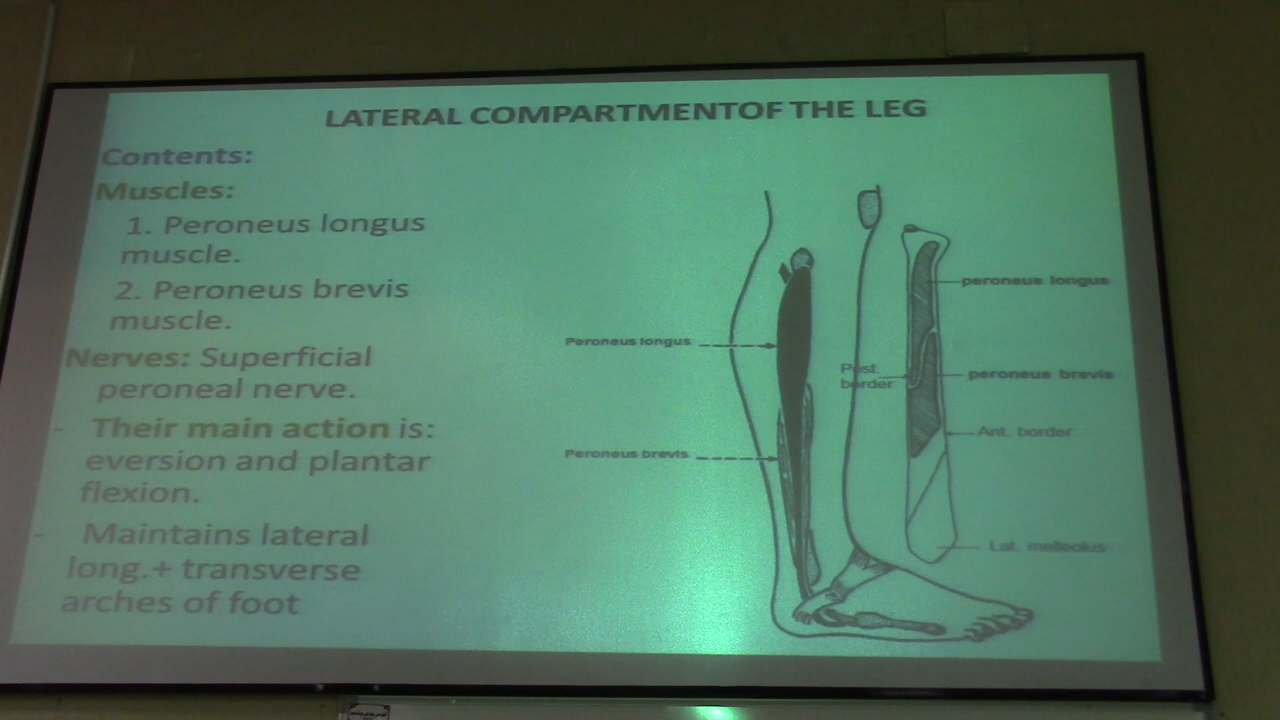 LATERAL COMPARTMENTOF THE LEG
Contents:
Muscles:
1. Peroneus longus
muscle.
2. Peroneus brevis
muscle.
Nerves: Superficial
peroneal nerve.
- Their main action is:
eversion and plantar
flexion.
- Maintains lateral
long.+ transverse
arches of foot
Peroneus longus
Peroneus brevis
peroneus longus
Post.
border
peroneus brevis
Ant. border
Lat. melleolus